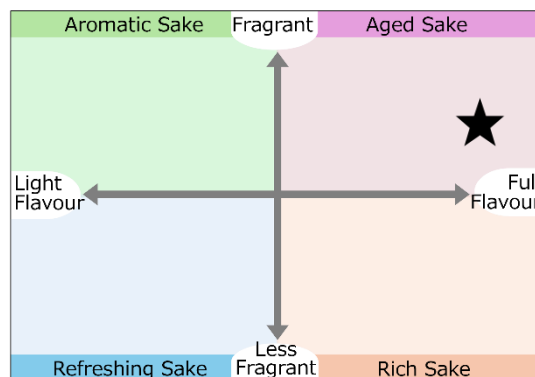 Aromatic Sake
Fragrant
Aged Sake
Light
Flavour
Ful
Flavour
Less
Fragrant
Refreshing Sake
Rich Sake